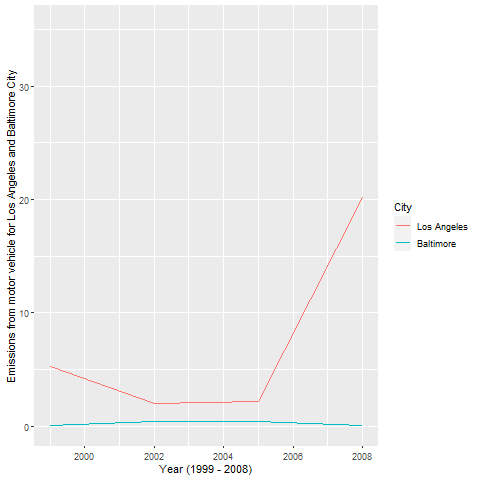 Emissions from motor vehicle for Los Angeles and Baltimore City
30
20
10
0
2000
2002
2004
2006
2008
Year (1999 - 2008)
City
Los Angeles
Baltimore